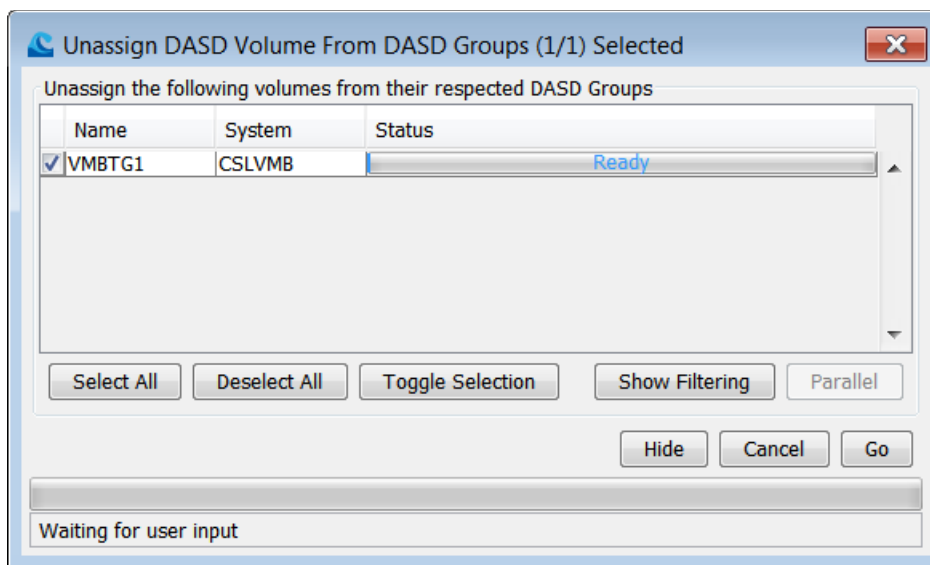 Unassign DASD Volume From DASD Groups (1/1) Selected
Unassign the following volumes from their respected DASD Groups
Name System Status
VMBTG1 CSLVMB Ready
Select All Deselect All Toggle Selection Show Filtering Parallel
Hide Cancel Go
Waiting for user input